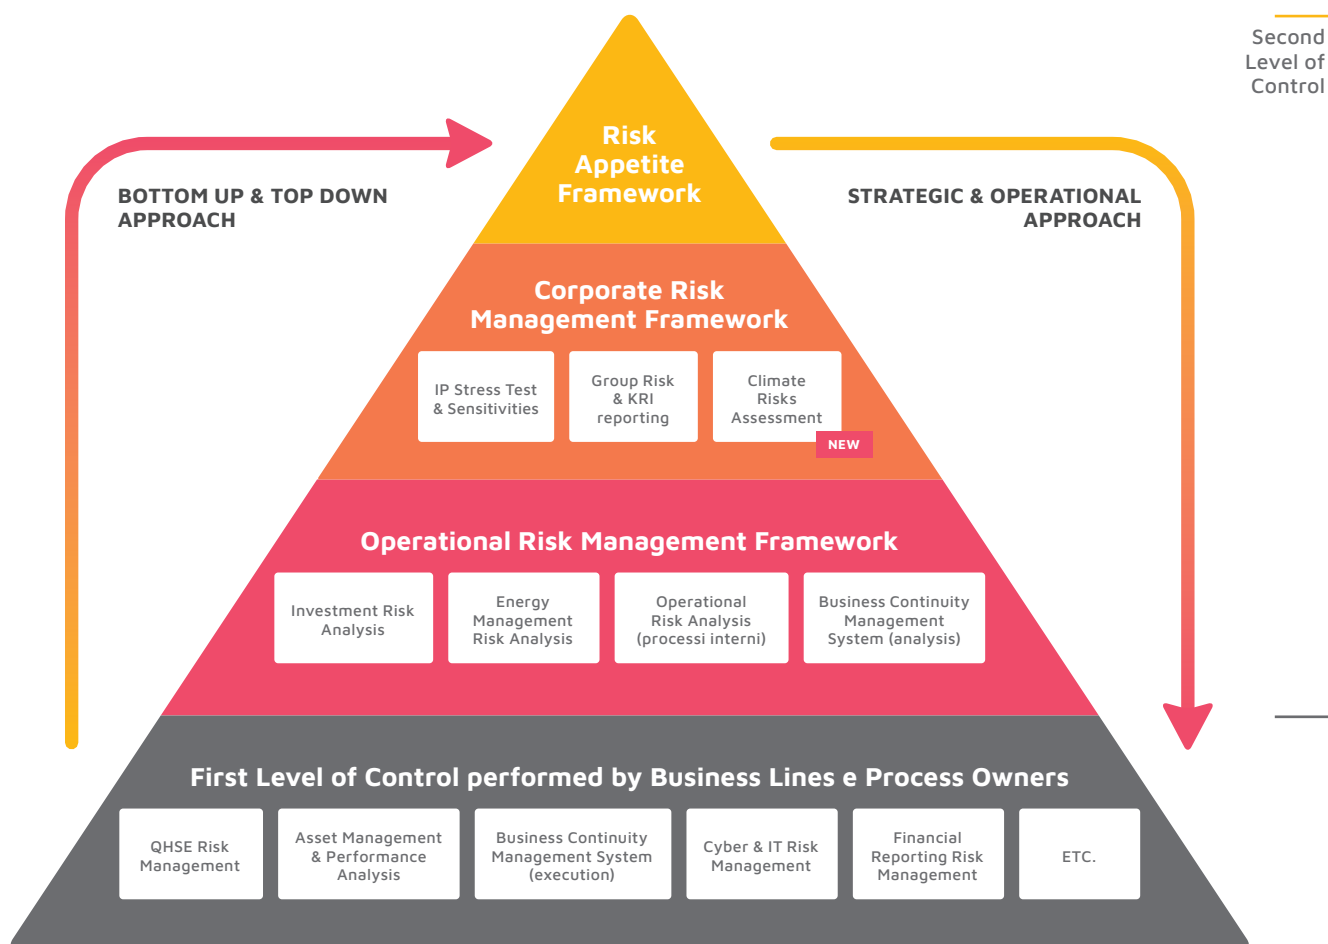 Second
Level of
Control
Risk
Appetite
Framework
BOTTOM UP & TOP DOWN
APPROACH
STRATEGIC & OPERATIONAL
APPROACH
Corporate Risk
Management Framework
IP Stress Test
& Sensitivities
Group Risk
& KRI
reporting
Climate
Risks
Assessment
NEW
Operational Risk Management Framework
Investment Risk
Analysis
Energy
Management
Risk Analysis
Operational
Risk Analysis
(processi interni)
Business Continuity
Management
System (analysis)
First Level of Control performed by Business Lines e Process Owners
QHSE Risk
Management
Asset Management
& Performance
Analysis
Business Continuity
Management System
(execution)
Cyber & IT Risk
Management
Financial
Reporting Risk
Management
ETC.